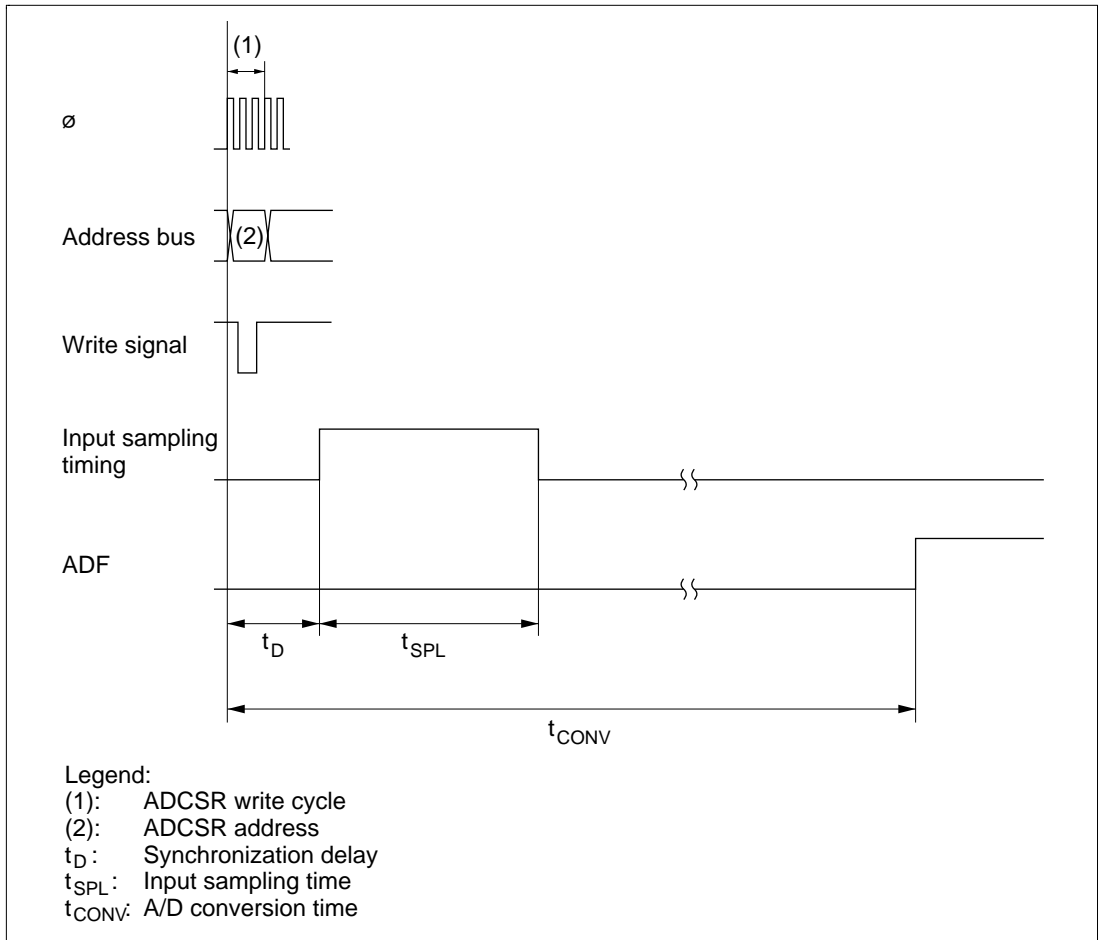 (1)
ø
Address bus
(2)
Write signal
Input sampling
timing
ADF
tD
tSPL
tCONV
Legend:
(1): ADCSR write cycle
(2): ADCSR address
tD : Synchronization delay
tSPL : Input sampling time
tCONV: A/D conversion time